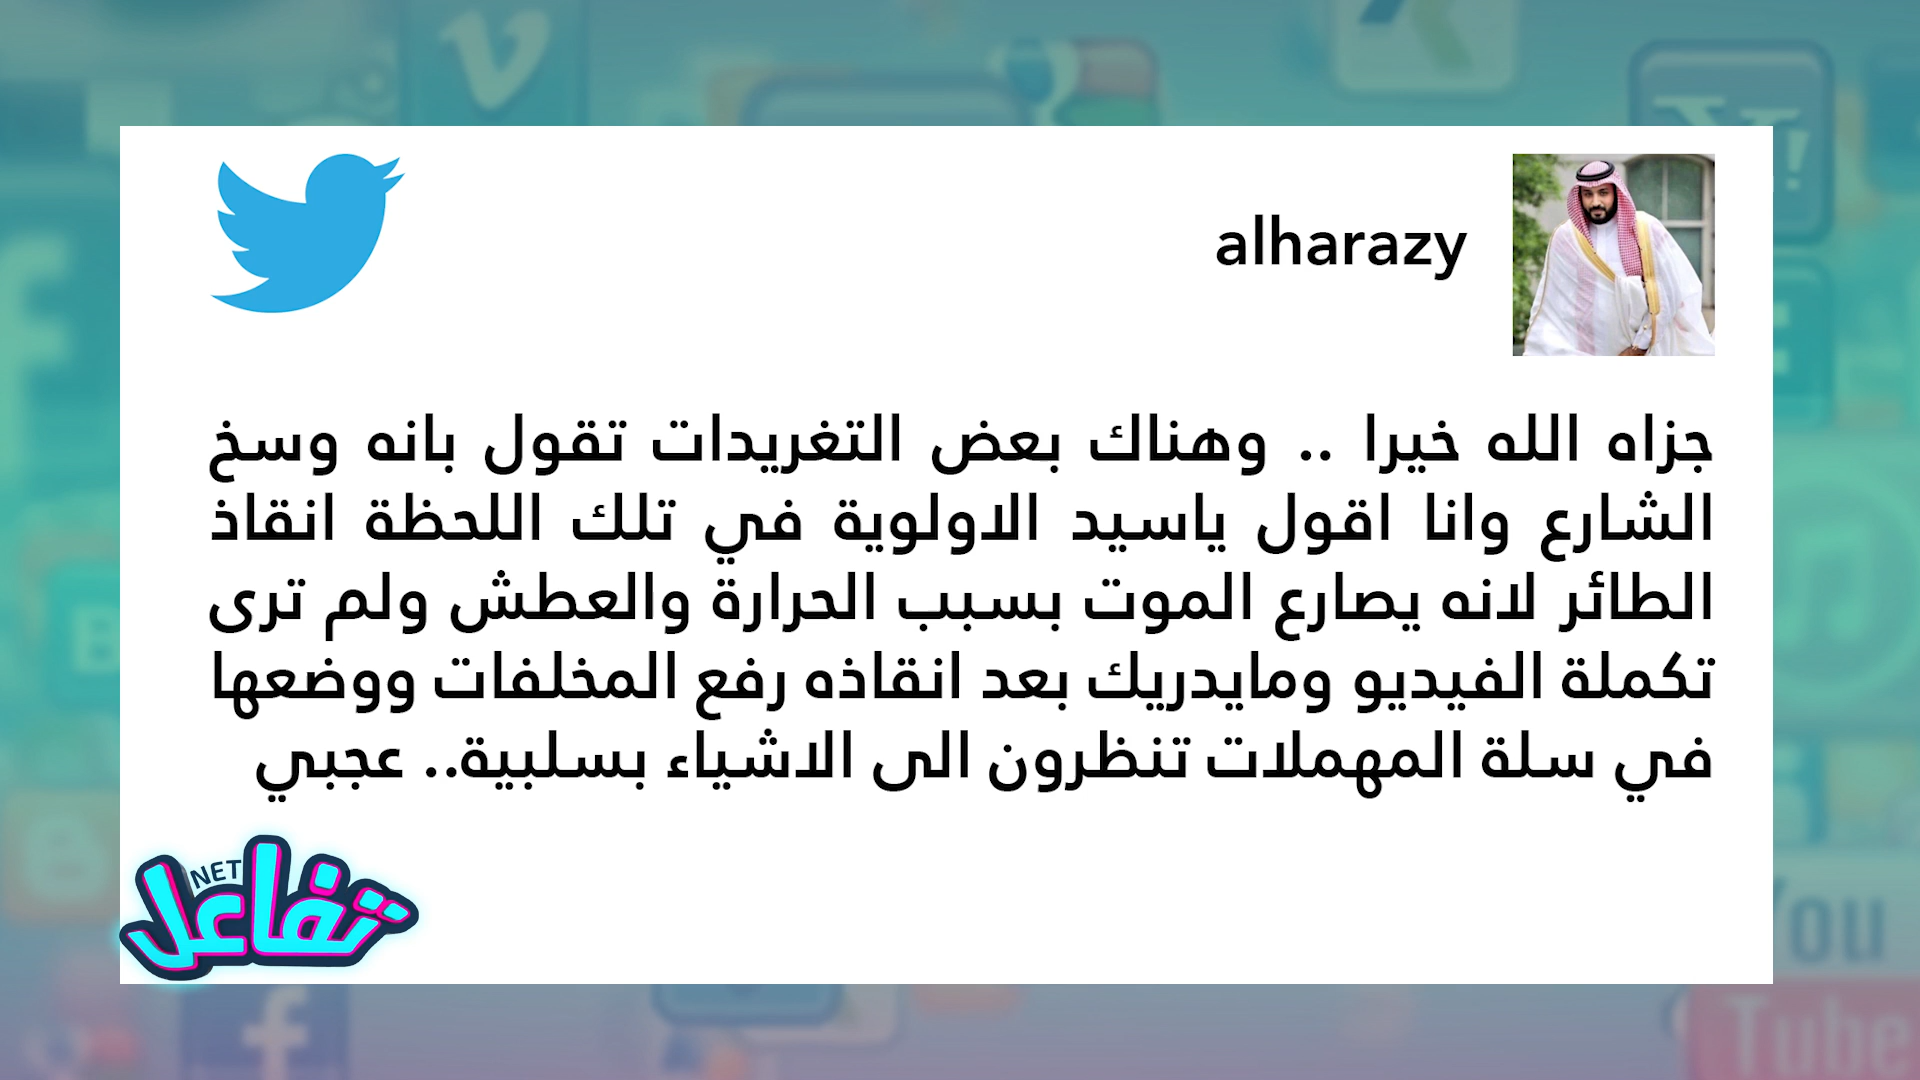 alharazy
جزاه الله خيرا .. وهناك بعض التغريدات تقول بانه وسخ
الشارع وانا اقول ياسيد الاولوية في تلك اللحظة انقاذ
الطائر لانه يصارع الموت بسبب الحرارة والعطش ولم ترى
تكملة الفيديو ومايدريك بعد انقاذه رفع المخلفات ووضعها
في سلة المهملات تنظرون الى الاشياء بسلبية.. عجبي
NET
تفاعل
You
Tube